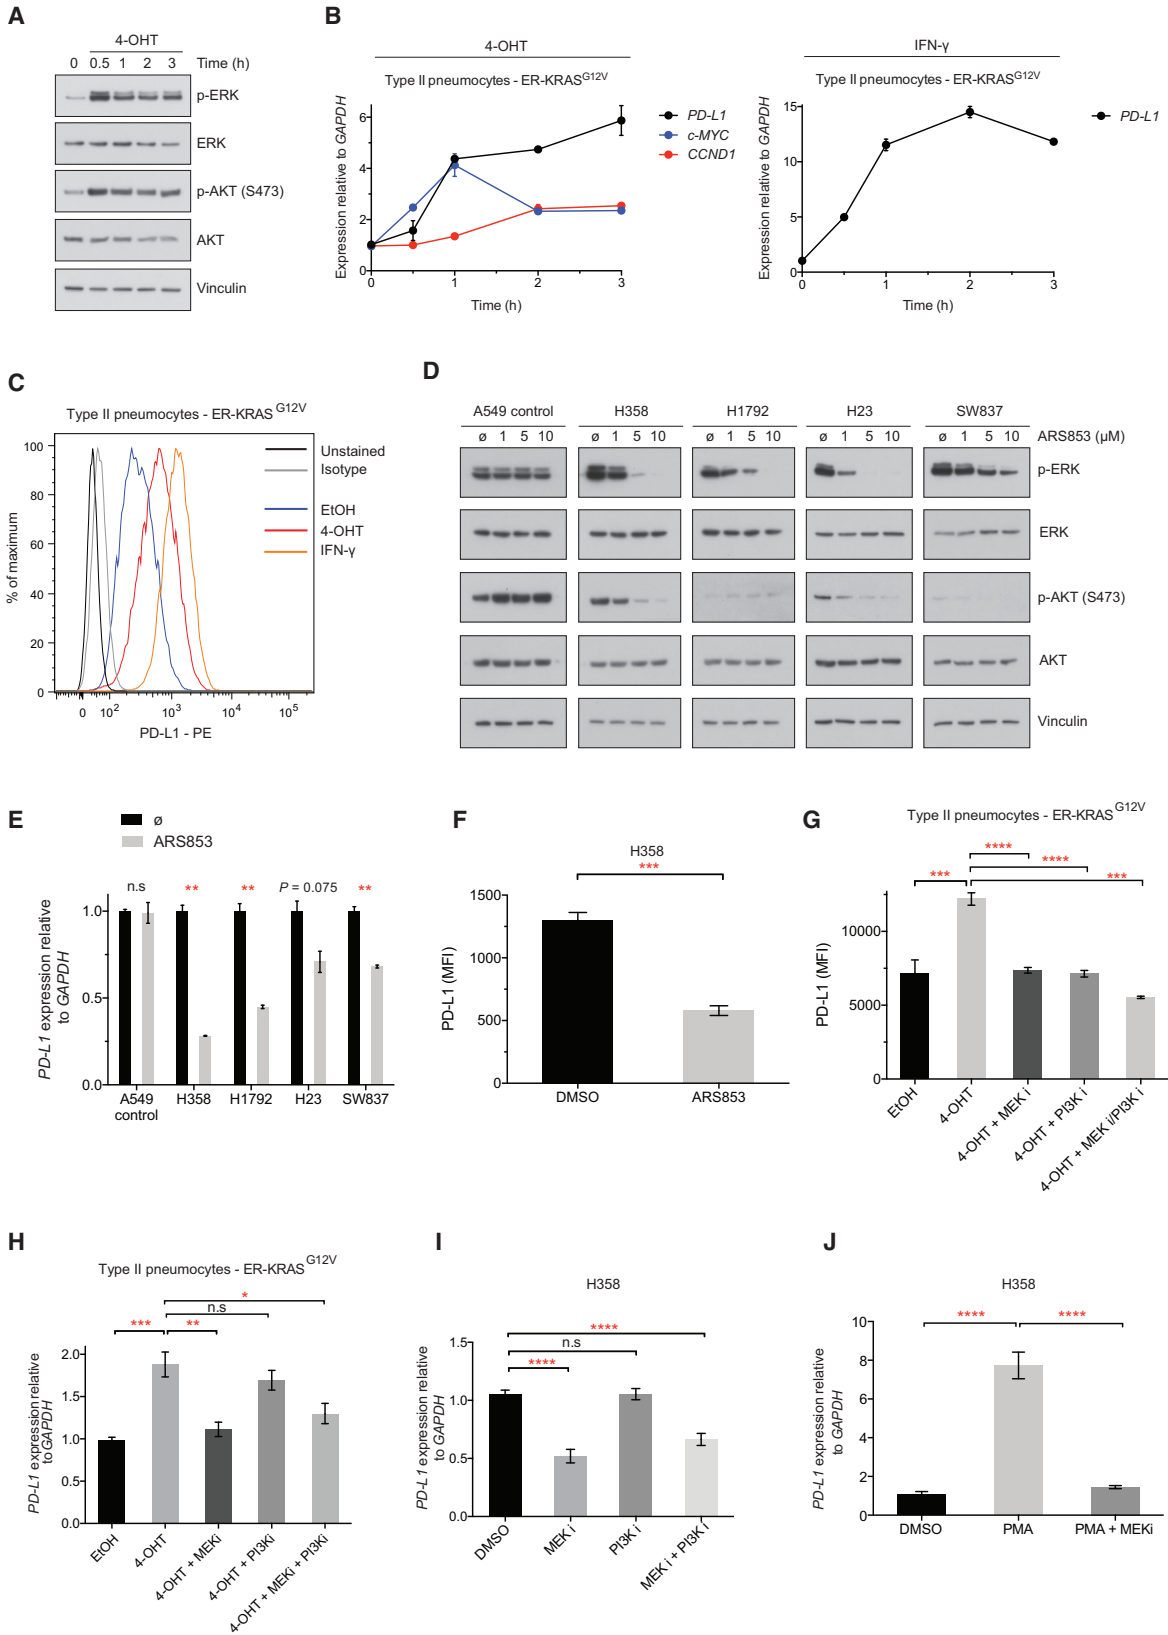 A
4-OHT
0 0.5 1 2 3 Time (h)
p-ERK
ERK
p-AKT (S473)
AKT
Vinculin
B
4-OHT
Type II pneumocytes - ER-KRAS^G12V
Expression relative to GAPDH
6
4
2
0
0 1 2 3
Time (h)
PD-L1
c-MYC
CCND1
IFN-γ
Type II pneumocytes - ER-KRAS^G12V
Expression relative to GAPDH
15
10
5
0
0 1 2 3
Time (h)
PD-L1
C
Type II pneumocytes - ER-KRAS^G12V
% of maximum
100
80
60
40
20
0
0 10^2 10^3 10^4 10^5
PD-L1 - PE
Unstained
Isotype
EtOH
4-OHT
IFN-γ
D
A549 control H358 H1792 H23 SW837
ø 1 5 10 ø 1 5 10 ø 1 5 10 ø 1 5 10 ø 1 5 10 ARS853 (µM)
p-ERK
ERK
p-AKT (S473)
AKT
Vinculin
E
ø
ARS853
n.s ** ** P = 0.075 **
PD-L1 expression relative
to GAPDH
1.0
0.5
0.0
A549 control H358 H1792 H23 SW837
F
H358
***
PD-L1 (MFI)
1500
1000
500
0
DMSO ARS853
G
Type II pneumocytes - ER-KRAS^G12V
****
****
*** ***
PD-L1 (MFI)
10000
5000
0
EtOH
4-OHT
4-OHT + MEK i
4-OHT + PI3K i
4-OHT + MEK i/PI3K i
H
Type II pneumocytes - ER-KRAS^G12V
*
n.s
*** **
PD-L1 expression relative
to GAPDH
2.0
1.5
1.0
0.5
0.0
EtOH
4-OHT
4-OHT + MEKi
4-OHT + PI3Ki
4-OHT + MEKi + PI3Ki
I
H358
****
n.s
****
PD-L1 expression relative
to GAPDH
1.5
1.0
0.5
0.0
DMSO
MEK i
PI3K i
MEK i + PI3K i
J
H358
**** ****
PD-L1 expression relative
to GAPDH
10
8
6
4
2
0
DMSO PMA PMA + MEKi